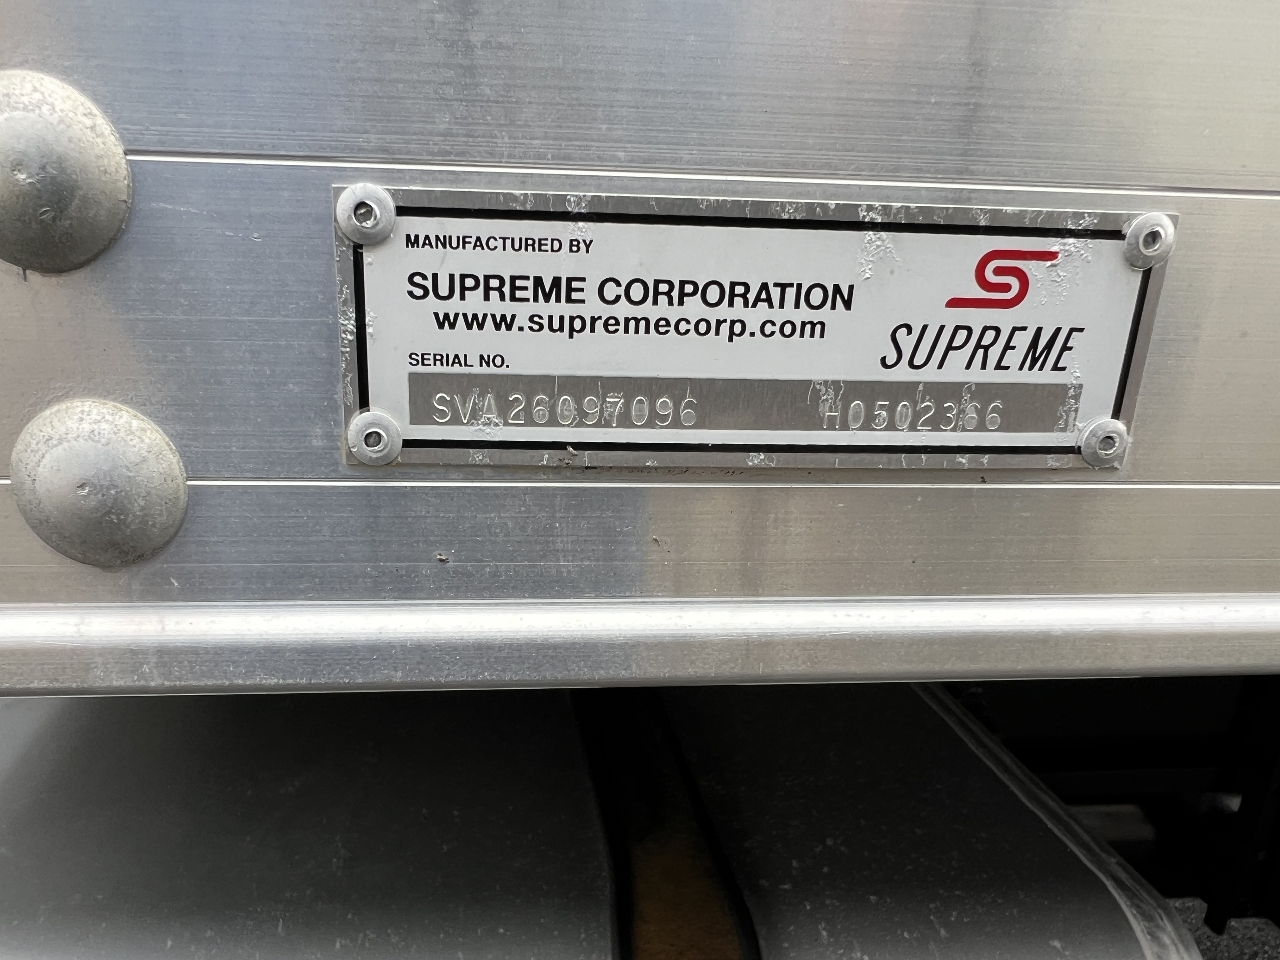 MANUFACTURED BY
SUPREME CORPORATION
www.supremecorp.com
SUPREME
SERIAL NO.
SVA26097096 H0502366